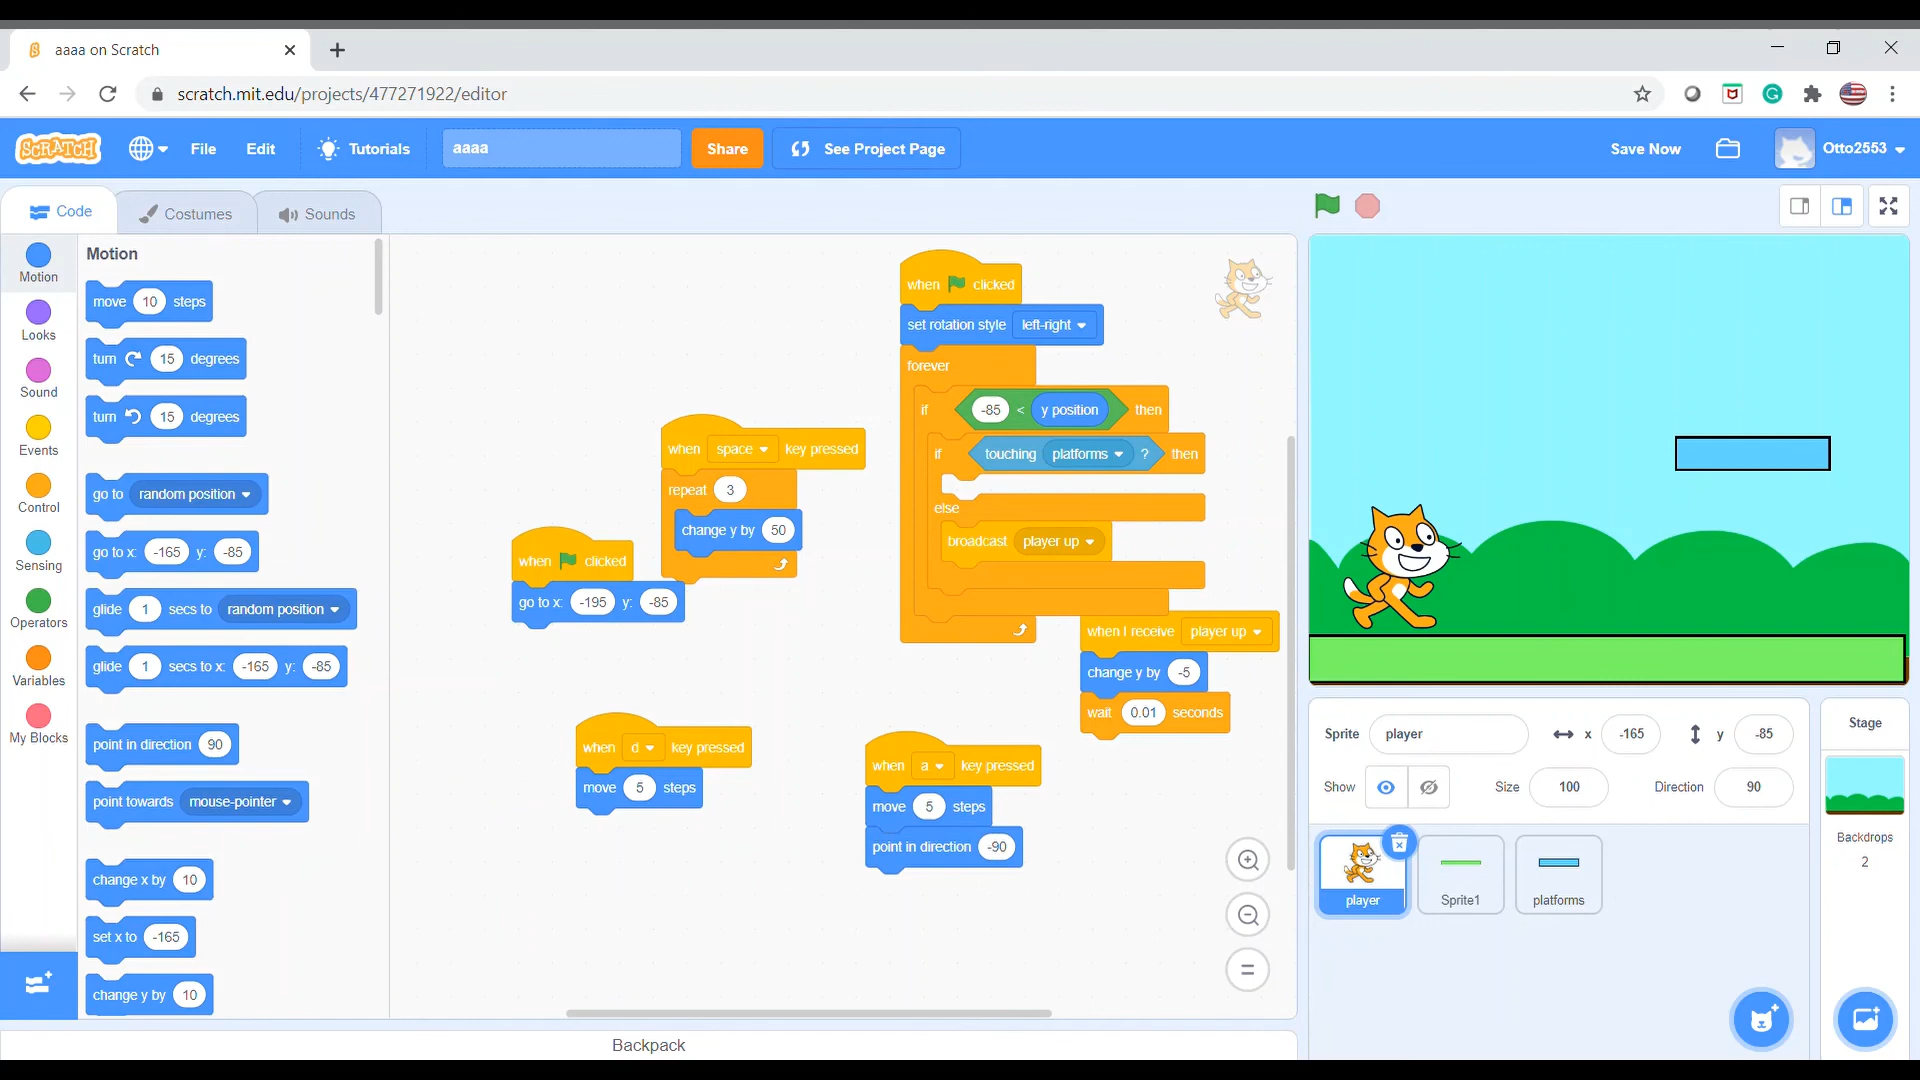 aaaa on Scratch
scratch.mit.edu/projects/477271922/editor
SCRATCH
File
Edit
Tutorials
aaaa
Share
See Project Page
Save Now
Otto2553
Code
Costumes
Sounds
Motion
Looks
Sound
Events
Control
Sensing
Operators
Variables
My Blocks
Motion
move 10 steps
turn 15 degrees
turn 15 degrees
go to random position
go to x: -165 y: -85
glide 1 secs to random position
glide 1 secs to x: -165 y: -85
point in direction 90
point towards mouse-pointer
change x by 10
set x to -165
change y by 10
when clicked
set rotation style left-right
forever
if -85 < y position then
if touching platforms ? then
else
broadcast player up
when space key pressed
repeat 3
change y by 50
when clicked
go to x: -195 y: -85
when I receive player up
change y by -5
wait 0.01 seconds
when d key pressed
move 5 steps
when a key pressed
move 5 steps
point in direction -90
Backpack
Sprite player x -165 y -85
Show Size 100 Direction 90
player
Sprite1
platforms
Stage
Backdrops
2